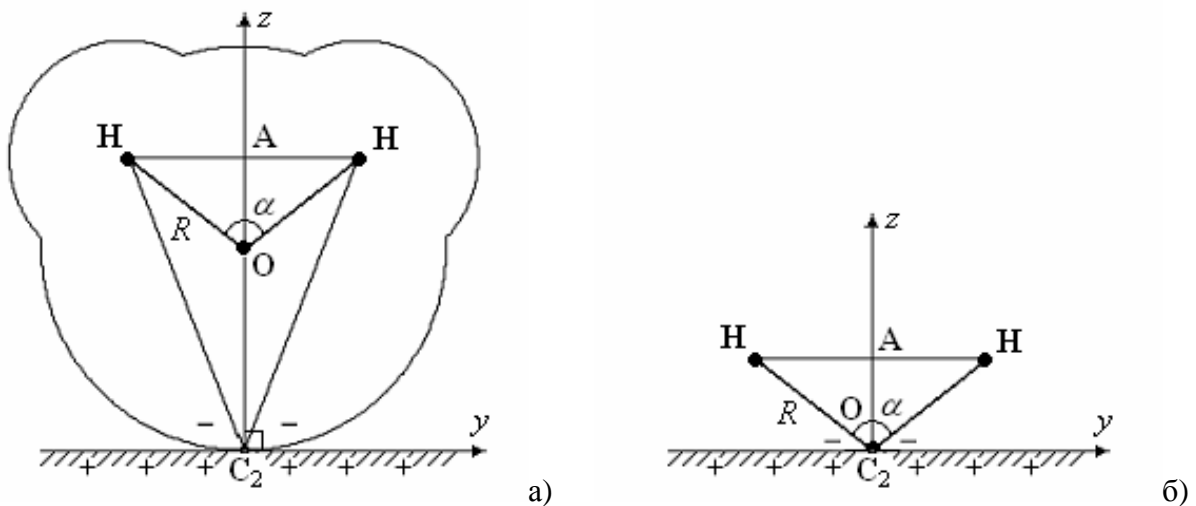 z
H A H
R α
O
− −
y
+ + + + + +
C₂
а)
z
H A H
R O α
− −
y
+ + + + + +
C₂
б)